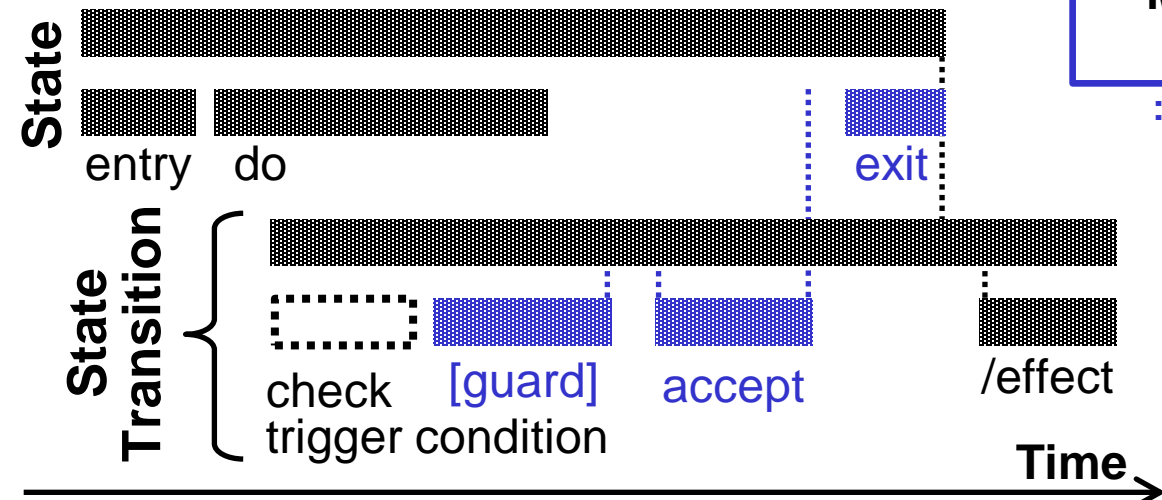 State
entry do
exit
State
Transition
check
trigger condition
[guard]
accept
/effect
Time